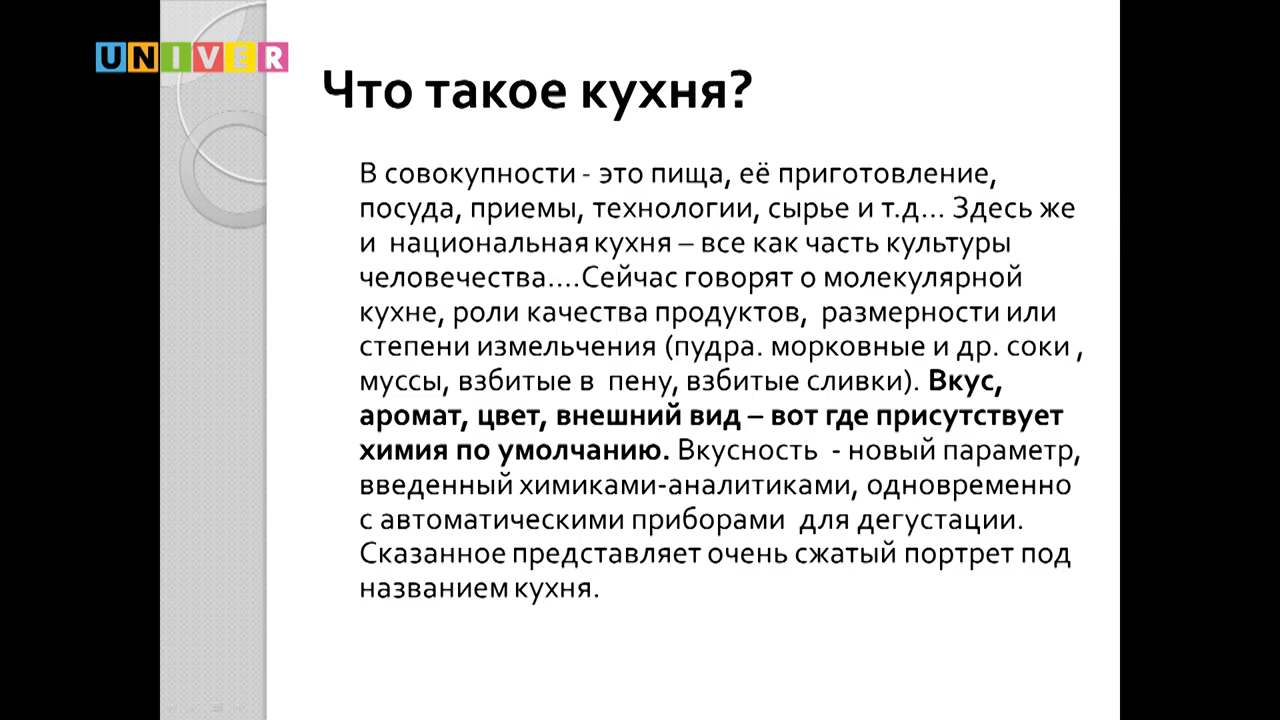 UNIVER
Что такое кухня?
В совокупности - это пища, её приготовление,
посуда, приемы, технологии, сырье и т.д... Здесь же
и национальная кухня – все как часть культуры
человечества....Сейчас говорят о молекулярной
кухне, роли качества продуктов, размерности или
степени измельчения (пудра. морковные и др. соки ,
муссы, взбитые в пену, взбитые сливки). Вкус,
аромат, цвет, внешний вид – вот где присутствует
химия по умолчанию. Вкусность - новый параметр,
введенный химиками-аналитиками, одновременно
с автоматическими приборами для дегустации.
Сказанное представляет очень сжатый портрет под
названием кухня.